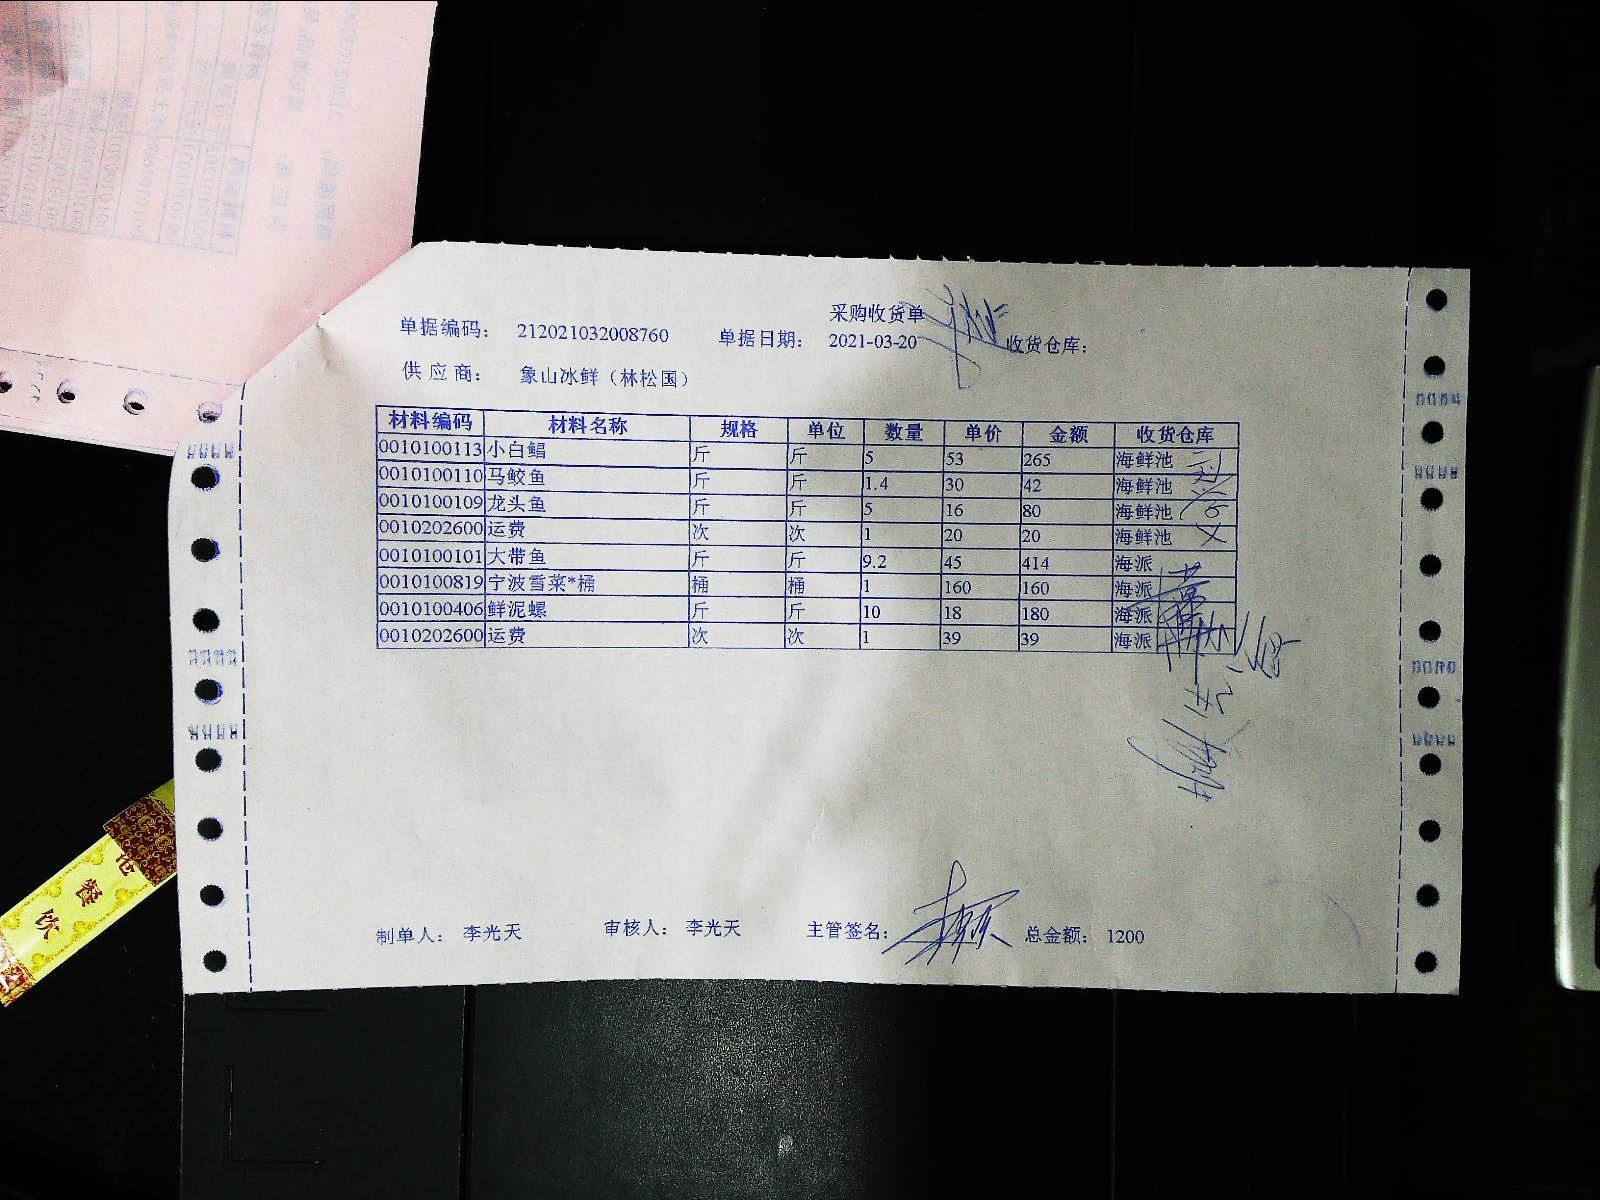 采购收货单
单据编码： 212021032008760 单据日期： 2021-03-20 收货仓库：
供应商： 象山冰鲜（林松国）
材料编码 材料名称 规格 单位 数量 单价 金额 收货仓库
0010100113 小白鲳 斤 斤 5 53 265 海鲜池
0010100110 马鲛鱼 斤 斤 1.4 30 42 海鲜池
0010100109 龙头鱼 斤 斤 5 16 80 海鲜池
0010202600 运费 次 次 1 20 20 海鲜池
0010100101 大带鱼 斤 斤 9.2 45 414 海派
0010100819 宁波雪菜*桶 桶 桶 1 160 160 海派
0010100406 鲜泥螺 斤 斤 10 18 180 海派
0010202600 运费 次 次 1 39 39 海派
制单人： 李光天 审核人： 李光天 主管签名： 总金额： 1200
餐饮